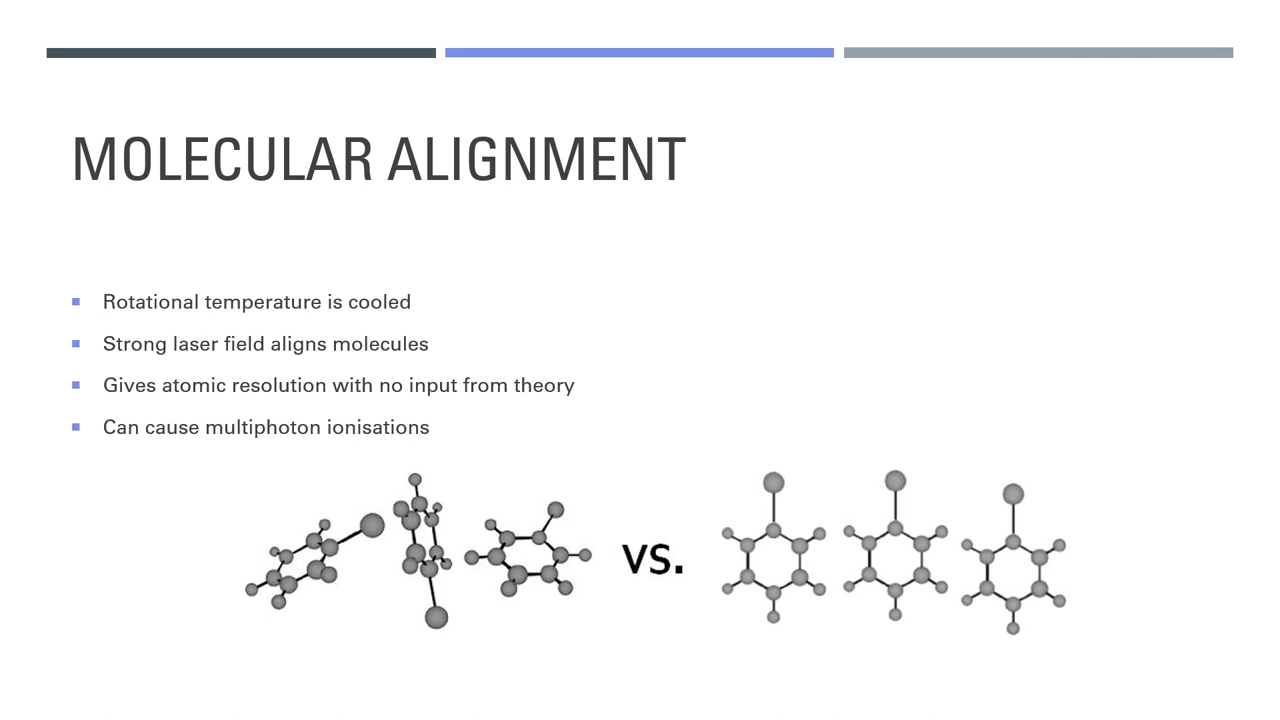 MOLECULAR ALIGNMENT
Rotational temperature is cooled
Strong laser field aligns molecules
Gives atomic resolution with no input from theory
Can cause multiphoton ionisations
vs.